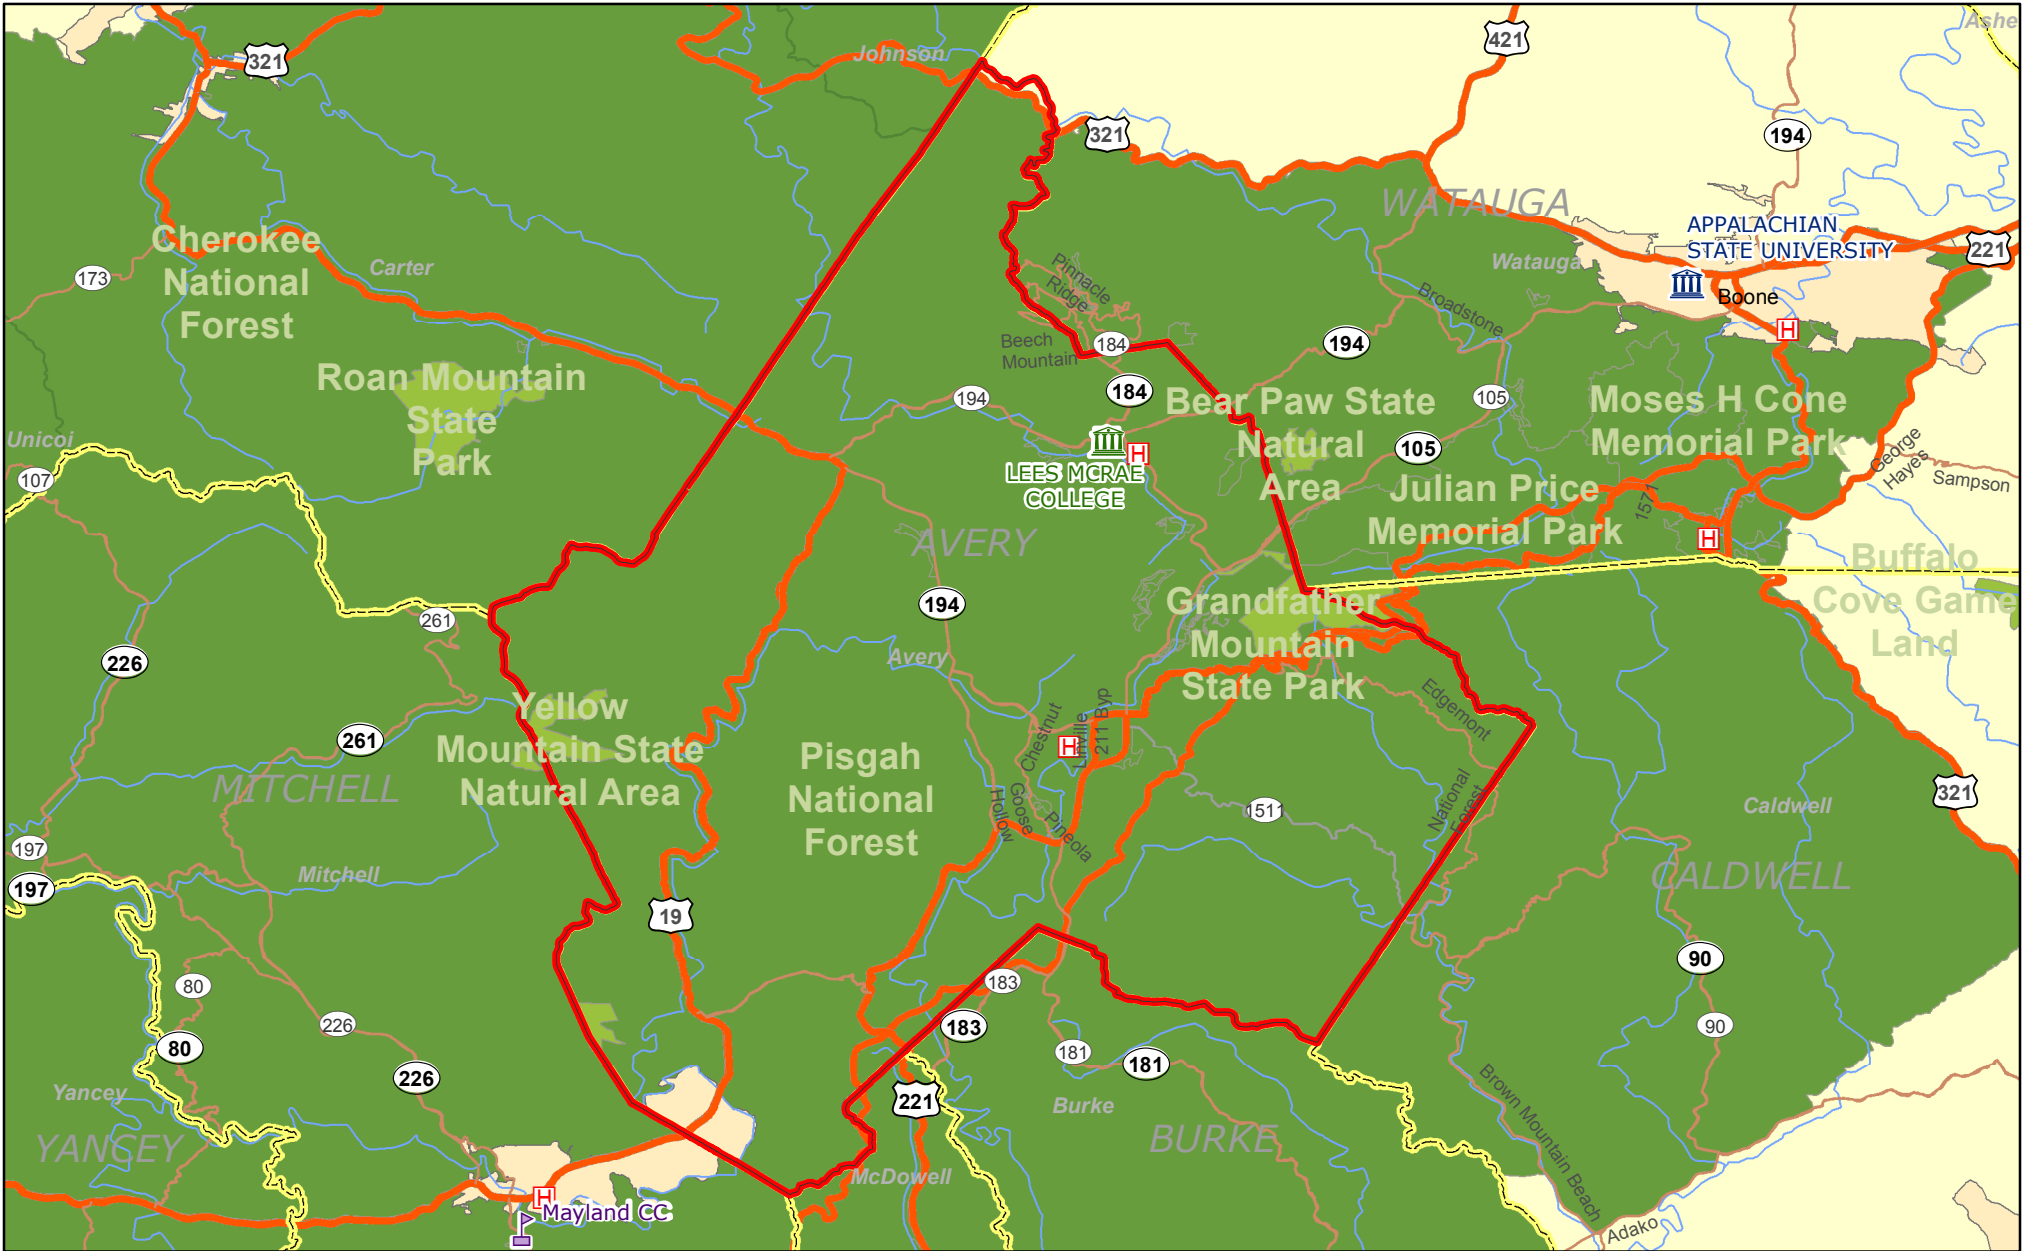 Ashe
421
321
Johnson
321
194
WATAUGA
APPALACHIAN
STATE UNIVERSITY
221
Cherokee
National
Forest
Carter
173
Pinnacle
Ridge
Watauga
Broadstone
Boone
H
Beech
Mountain
184
194
Roan Mountain
State
Park
184
194
105
Bear Paw State
Natural
Area
Moses H Cone
Memorial Park
Unicoi
LEES MCRAE
COLLEGE
H
105
George
Hayes
Sampson
107
Julian Price
Memorial Park
1571
H
AVERY
Buffalo
Cove Game
Land
261
194
Grandfather
Mountain
State Park
226
Avery
Yellow
Mountain State
Natural Area
Edgemont
261
Chestnut
H
Linville
211 Byp
Pisgah
National
Forest
MITCHELL
Goose
Hollow
Pineola
1511
National
Forest
Caldwell
321
197
197
Mitchell
CALDWELL
19
90
80
183
226
183
90
80
181
181
226
221
Yancey
Burke
Brown Mountain Beach
YANCEY
BURKE
McDowell
H
Mayland CC
Adako